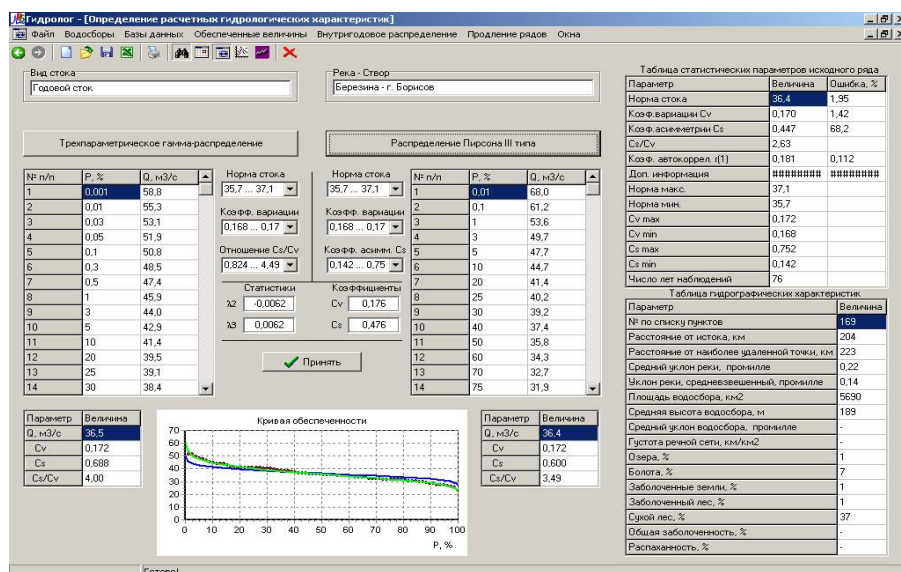 Гидролог - [Определение расчетных гидрологических характеристик]
Файл Водосборы Базы данных Обеспеченные величины Внутригодовое распределение Продление рядов Окна
Вид стока
Годовой сток
Река - Створ
Березина - г. Борисов
Трехпараметрическое гамма-распределение
Распределение Пирсона III типа
№ п/п P, % Q, м3/с
1 0,001 58,8
2 0,01 55,3
3 0,03 53,1
4 0,05 51,9
5 0,1 50,8
6 0,3 48,5
7 0,5 47,4
8 1 45,9
9 3 44,0
10 5 42,9
11 10 41,4
12 20 39,5
13 25 39,1
14 30 38,4
Норма стока
35,7 ... 37,1
Коэфф. вариации
0,168 ... 0,17
Отношение Cs/Cv
0,824 ... 4,49
Норма стока
35,7 ... 37,1
Коэфф. вариации
0,168 ... 0,17
Коэфф. асимм. Cs
0,142 ... 0,75
Статистики
λ2 -0,0062
λ3 0,0062
Коэффициенты
Cv 0,176
Cs 0,476
Принять
№ п/п P, % Q, м3/с
1 0,01 68,0
2 0,1 61,2
3 1 53,6
4 3 49,7
5 5 47,7
6 10 44,7
7 20 41,4
8 25 40,2
9 30 39,2
10 40 37,4
11 50 35,8
12 60 34,3
13 70 32,7
14 75 31,9
Параметр Величина
Q, м3/с 36,5
Cv 0,172
Cs 0,688
Cs/Cv 4,00
Кривая обеспеченности
70
60
50
40
30
20
10
0
0 10 20 30 40 50 60 70 80 90 100
P, %
Параметр Величина
Q, м3/с 36,4
Cv 0,172
Cs 0,600
Cs/Cv 3,49
Таблица статистических параметров исходного ряда
Параметр Величина Ошибка, %
Норма стока 36,4 1,95
Коэф.вариации Cv 0,170 1,42
Коэф.асимметрии Cs 0,447 68,2
Cs/Cv 2,63
Коэф. автокоррел. r(1) 0,181 0,112
Доп. информация ######### #########
Норма макс. 37,1
Норма мин. 35,7
Cv max 0,172
Cv min 0,168
Cs max 0,752
Cs min 0,142
Число лет наблюдений 76
Таблица гидрографических характеристик
Параметр Величина
№ по списку пунктов 169
Расстояние от истока, км 204
Расстояние от наиболее удаленной точки, км 223
Средний уклон реки, промилле 0,22
Уклон реки, средневзвешенный, промилле 0,14
Площадь водосбора, км2 5690
Средняя высота водосбора, м 189
Средний уклон водосбора, промилле -
Густота речной сети, км/км2 -
Озера, % 1
Болота, % 7
Заболоченные земли, % 1
Заболоченный лес, % 1
Сухой лес, % 37
Общая заболоченность, % -
Распаханность, % -
Готово!